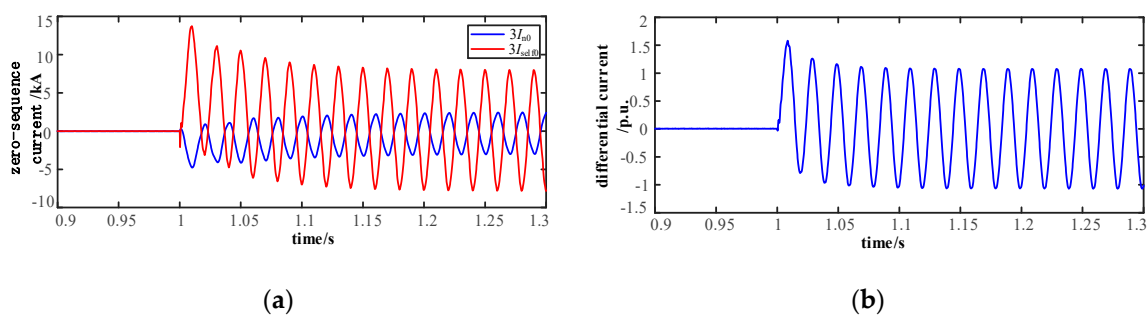 15
10
5
0
-5
-10
zero-sequence
current /kA
3Iₙ₀
3Iself0
0.9 0.95 1 1.05 1.1 1.15 1.2 1.25 1.3
time/s
(a)
2
1.5
1
0.5
0
-0.5
-1
-1.5
differential current
/p.u.
0.9 0.95 1 1.05 1.1 1.15 1.2 1.25 1.3
time/s
(b)